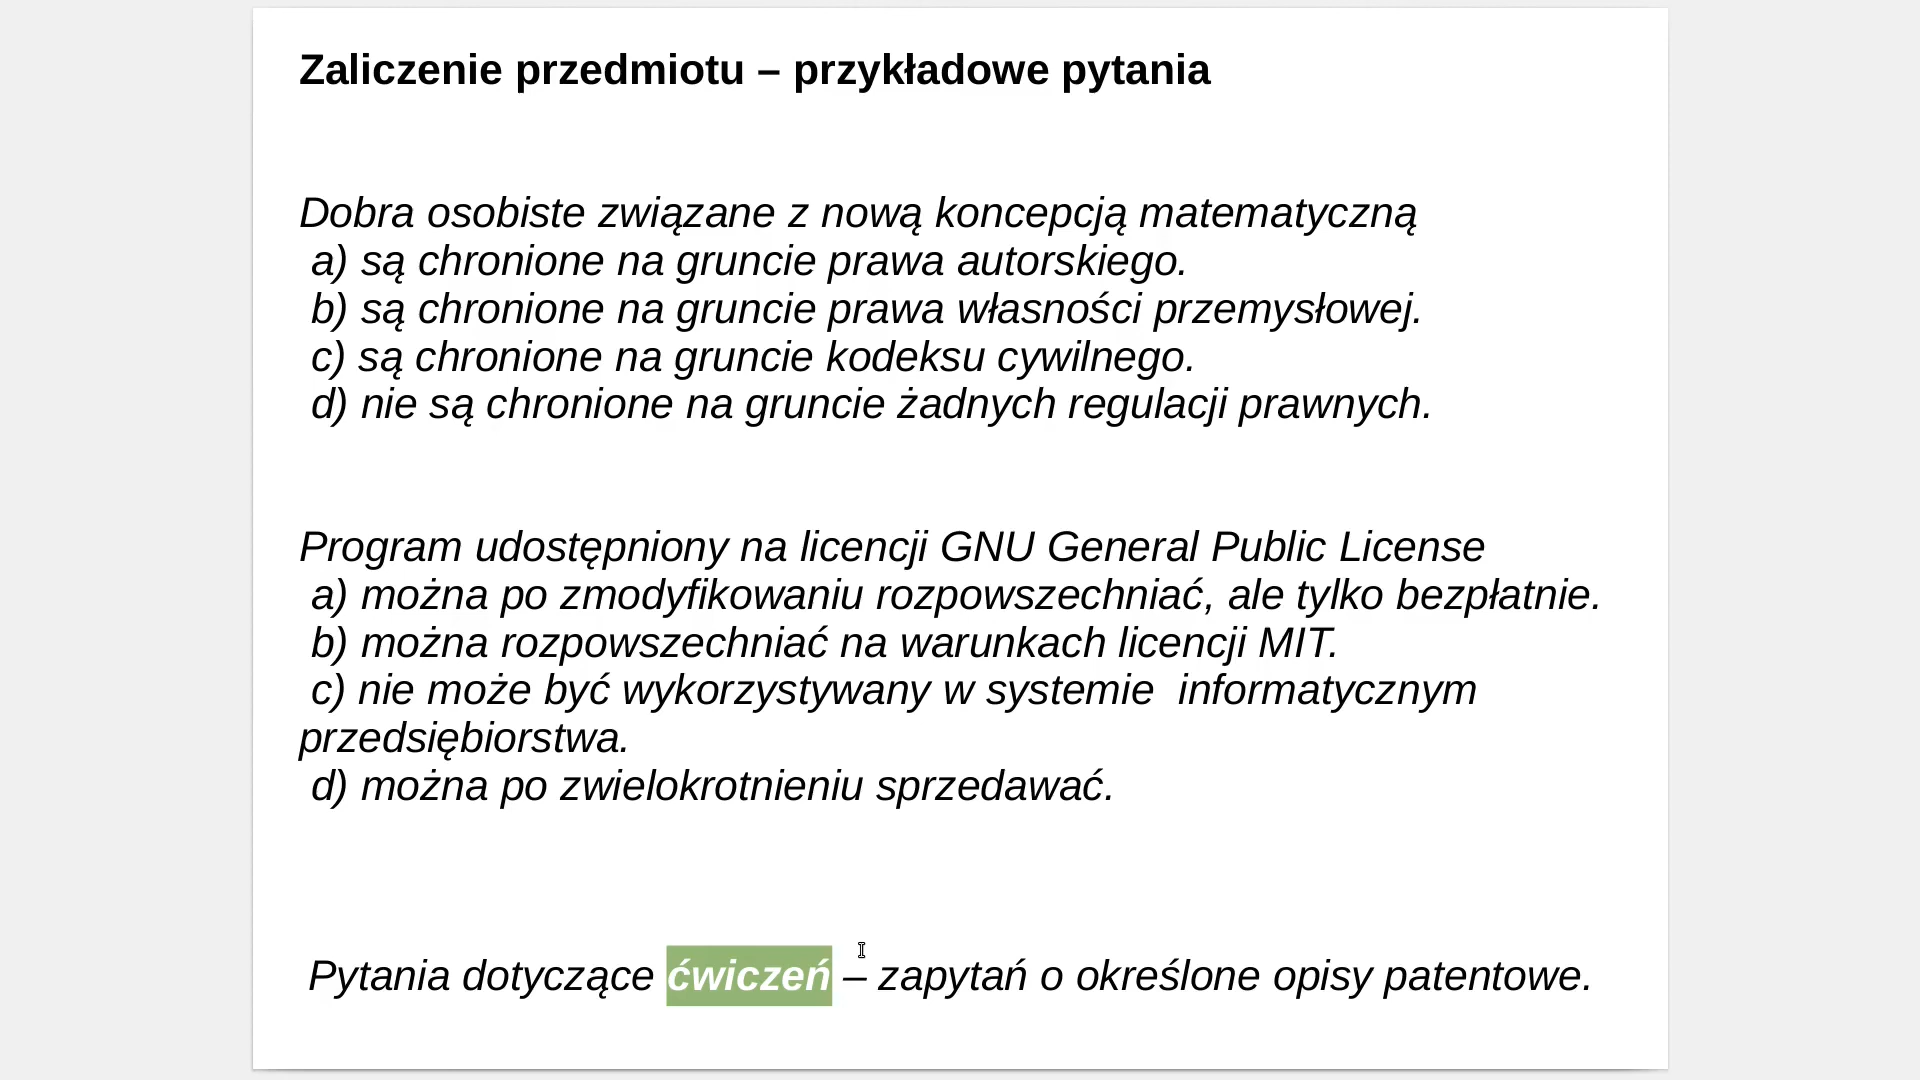 Zaliczenie przedmiotu – przykładowe pytania
Dobra osobiste związane z nową koncepcją matematyczną
a) są chronione na gruncie prawa autorskiego.
b) są chronione na gruncie prawa własności przemysłowej.
c) są chronione na gruncie kodeksu cywilnego.
d) nie są chronione na gruncie żadnych regulacji prawnych.
Program udostępniony na licencji GNU General Public License
a) można po zmodyfikowaniu rozpowszechniać, ale tylko bezpłatnie.
b) można rozpowszechniać na warunkach licencji MIT.
c) nie może być wykorzystywany w systemie  informatycznym
przedsiębiorstwa.
d) można po zwielokrotnieniu sprzedawać.
Pytania dotyczące ćwiczeń – zapytań o określone opisy patentowe.